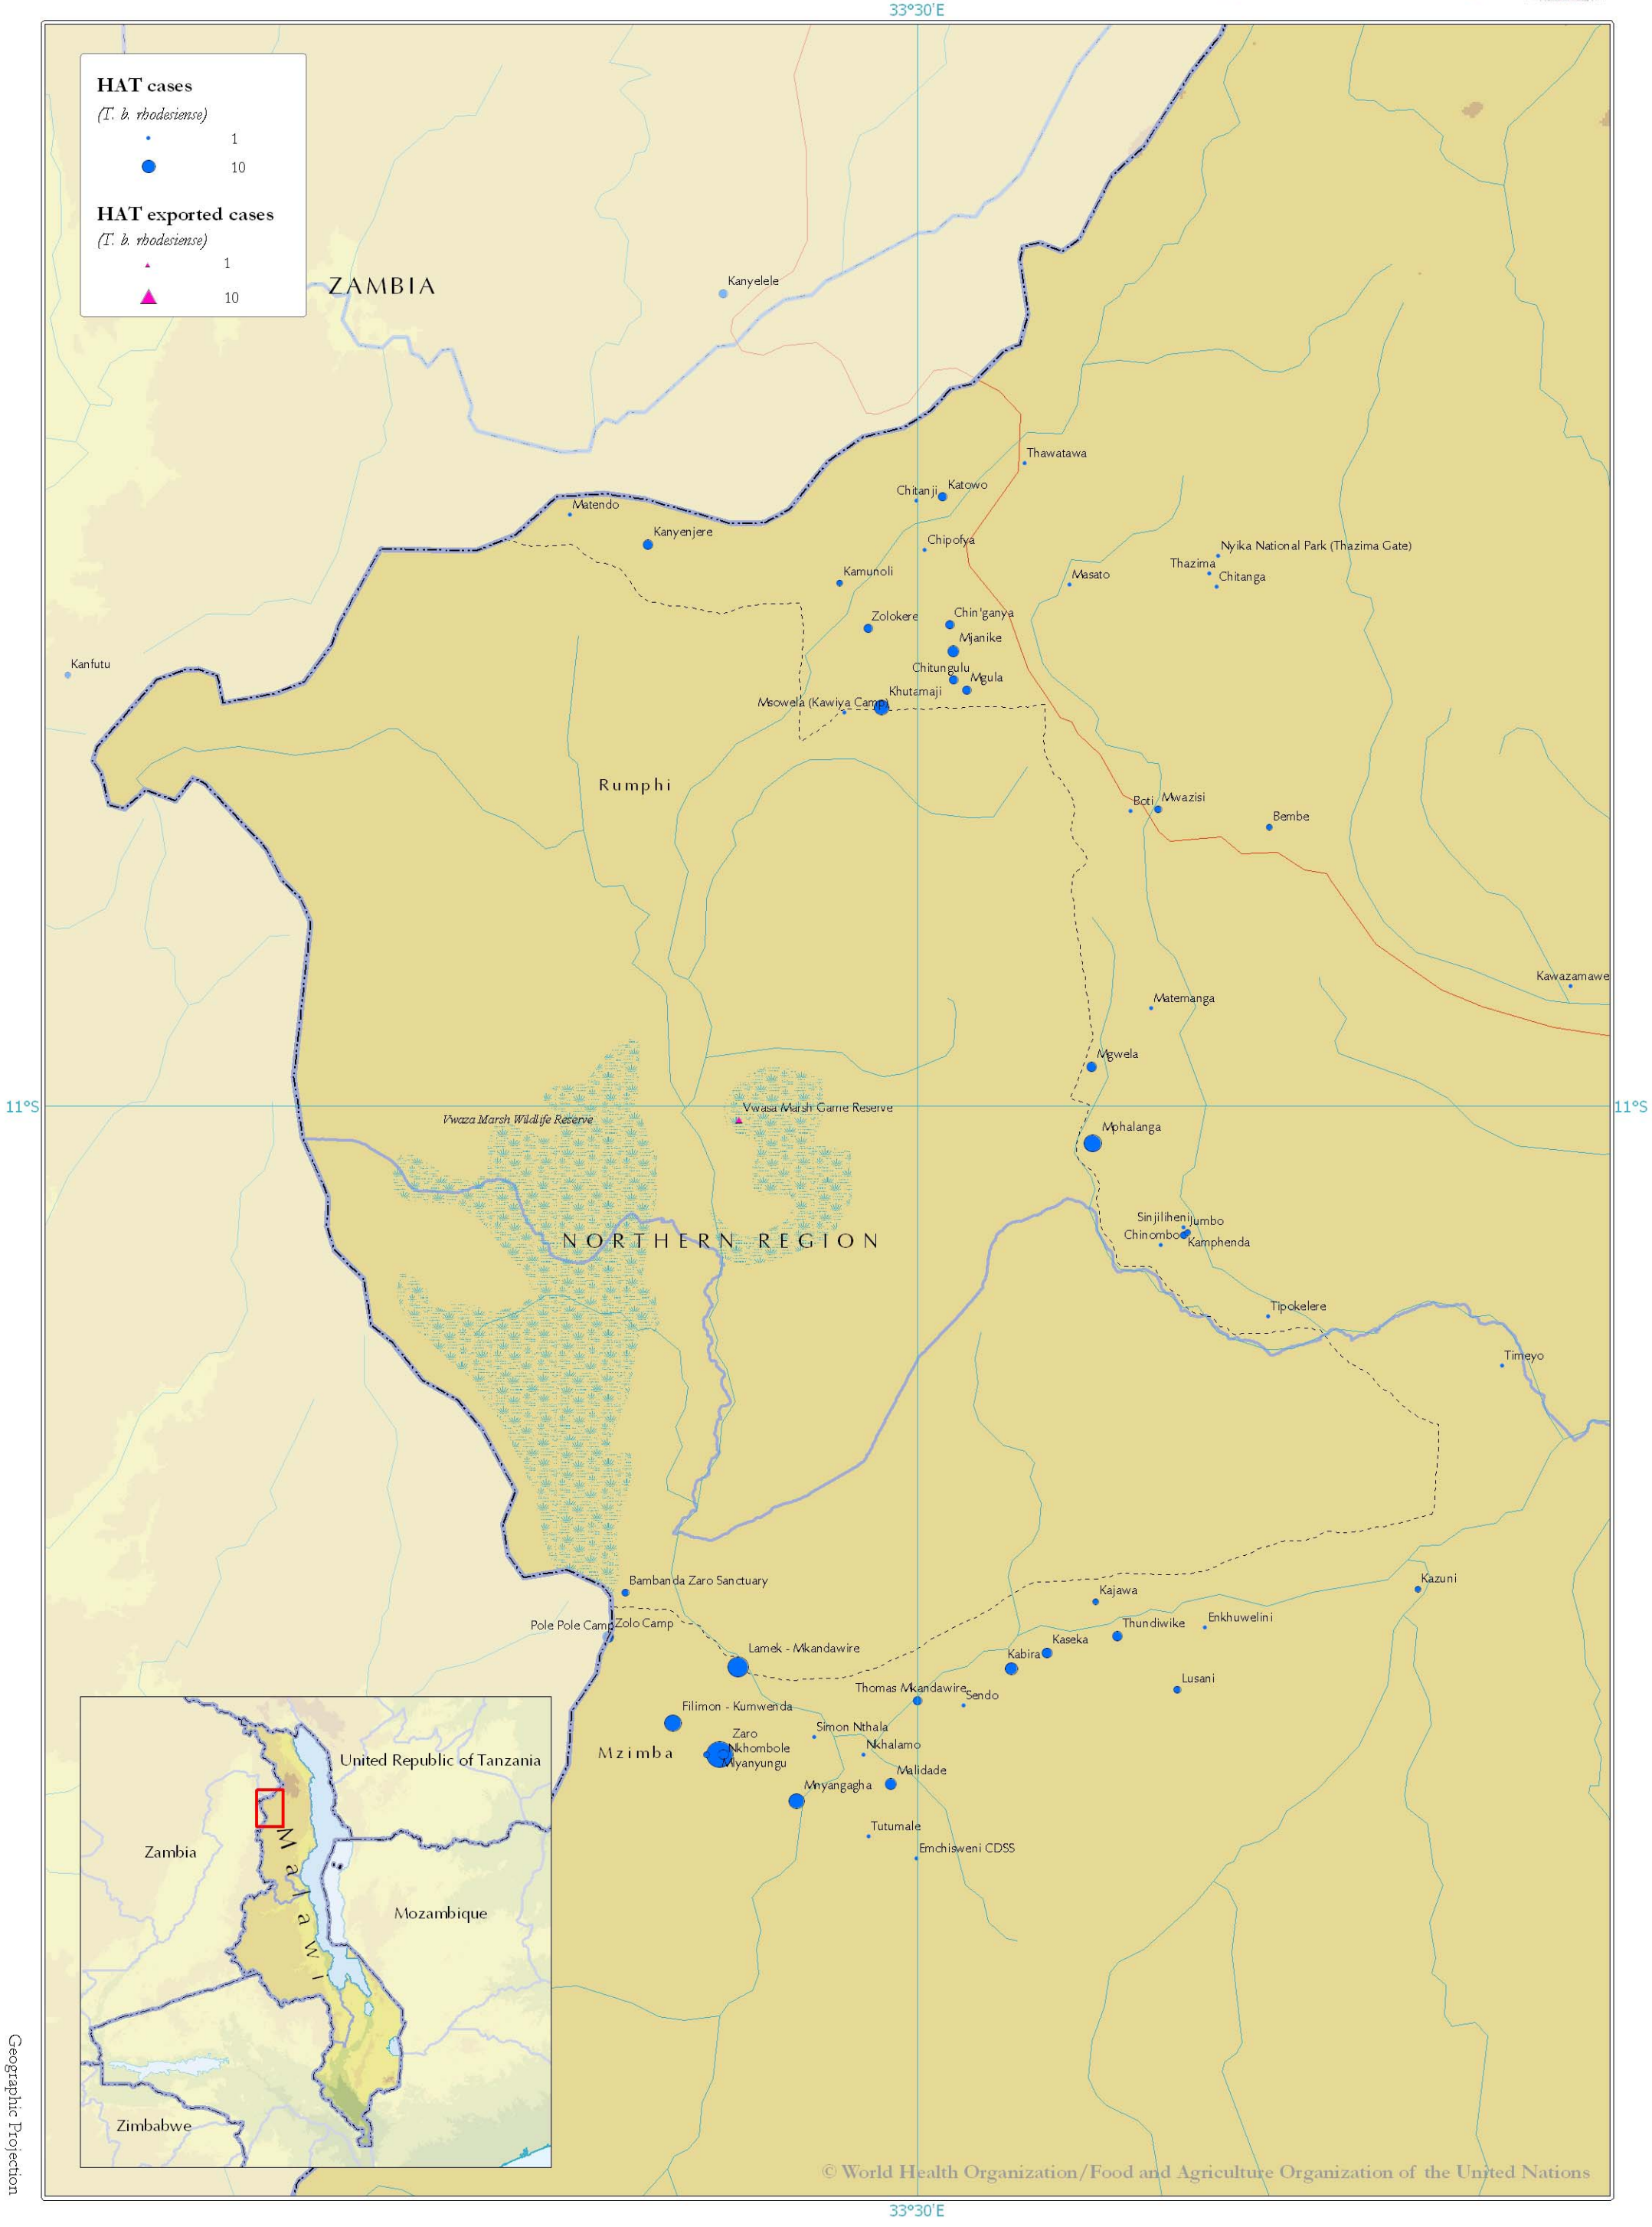 33°30'E
HAT cases
(T. b. rhodesiense)
1
10
HAT exported cases
(T. b. rhodesiense)
1
10
ZAMBIA
Kanyelele
Thawatawa
Chitanji
Katowo
Matendo
Kanyenjere
Chipofya
Nyika National Park (Thazima Gate)
Thazima
Chitanga
Kamunoli
Masato
Zolokere
Chin'ganya
Mjanike
Kanfutu
Chitungulu
Mgula
Khutamaji
Msowela (Kawiya Camp)
Rumphi
Boti
Mwazisi
Bembe
Kawazamawe
Matemanga
Mgwela
11°S
11°S
Vwasa Marsh Game Reserve
Vwaza Marsh Wildlife Reserve
Mphalanga
Sinjiliheni
Jumbo
Chinombo
Kamphenda
NORTHERN REGION
Tipokelere
Timeyo
Bambanda Zaro Sanctuary
Kazuni
Kajawa
Pole Pole Camp
Zolo Camp
Thundiwike
Enkhuwelini
Lamek - Mkandawire
Kaseka
Kabira
Lusani
Thomas Mkandawire
Sendo
Filimon - Kumwenda
Simon Nthala
Zaro
Nkhombole
Mlyanyungu
Mzimba
Nkhalamo
Malidade
Mnyangagha
Tutumale
Emchisweni CDSS
United Republic of Tanzania
Zambia
Malawi
Mozambique
Zimbabwe
© World Health Organization/Food and Agriculture Organization of the United Nations
Geographic Projection
33°30'E